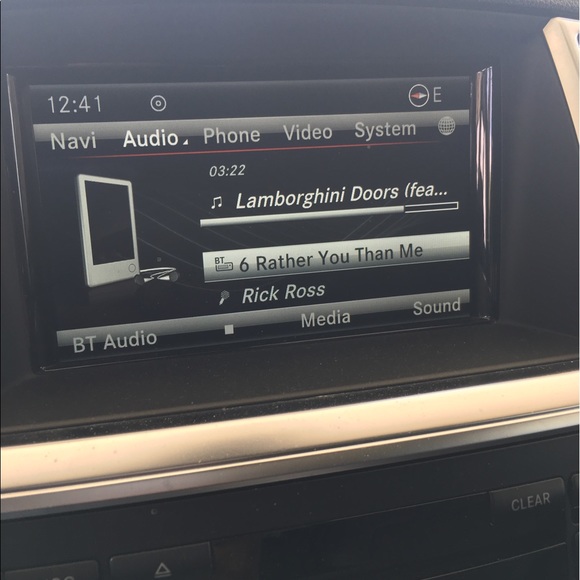 12:41 E
Navi Audio Phone Video System
03:22
Lamborghini Doors (fea...
BT 6 Rather You Than Me
Rick Ross
BT Audio Media Sound
CLEAR